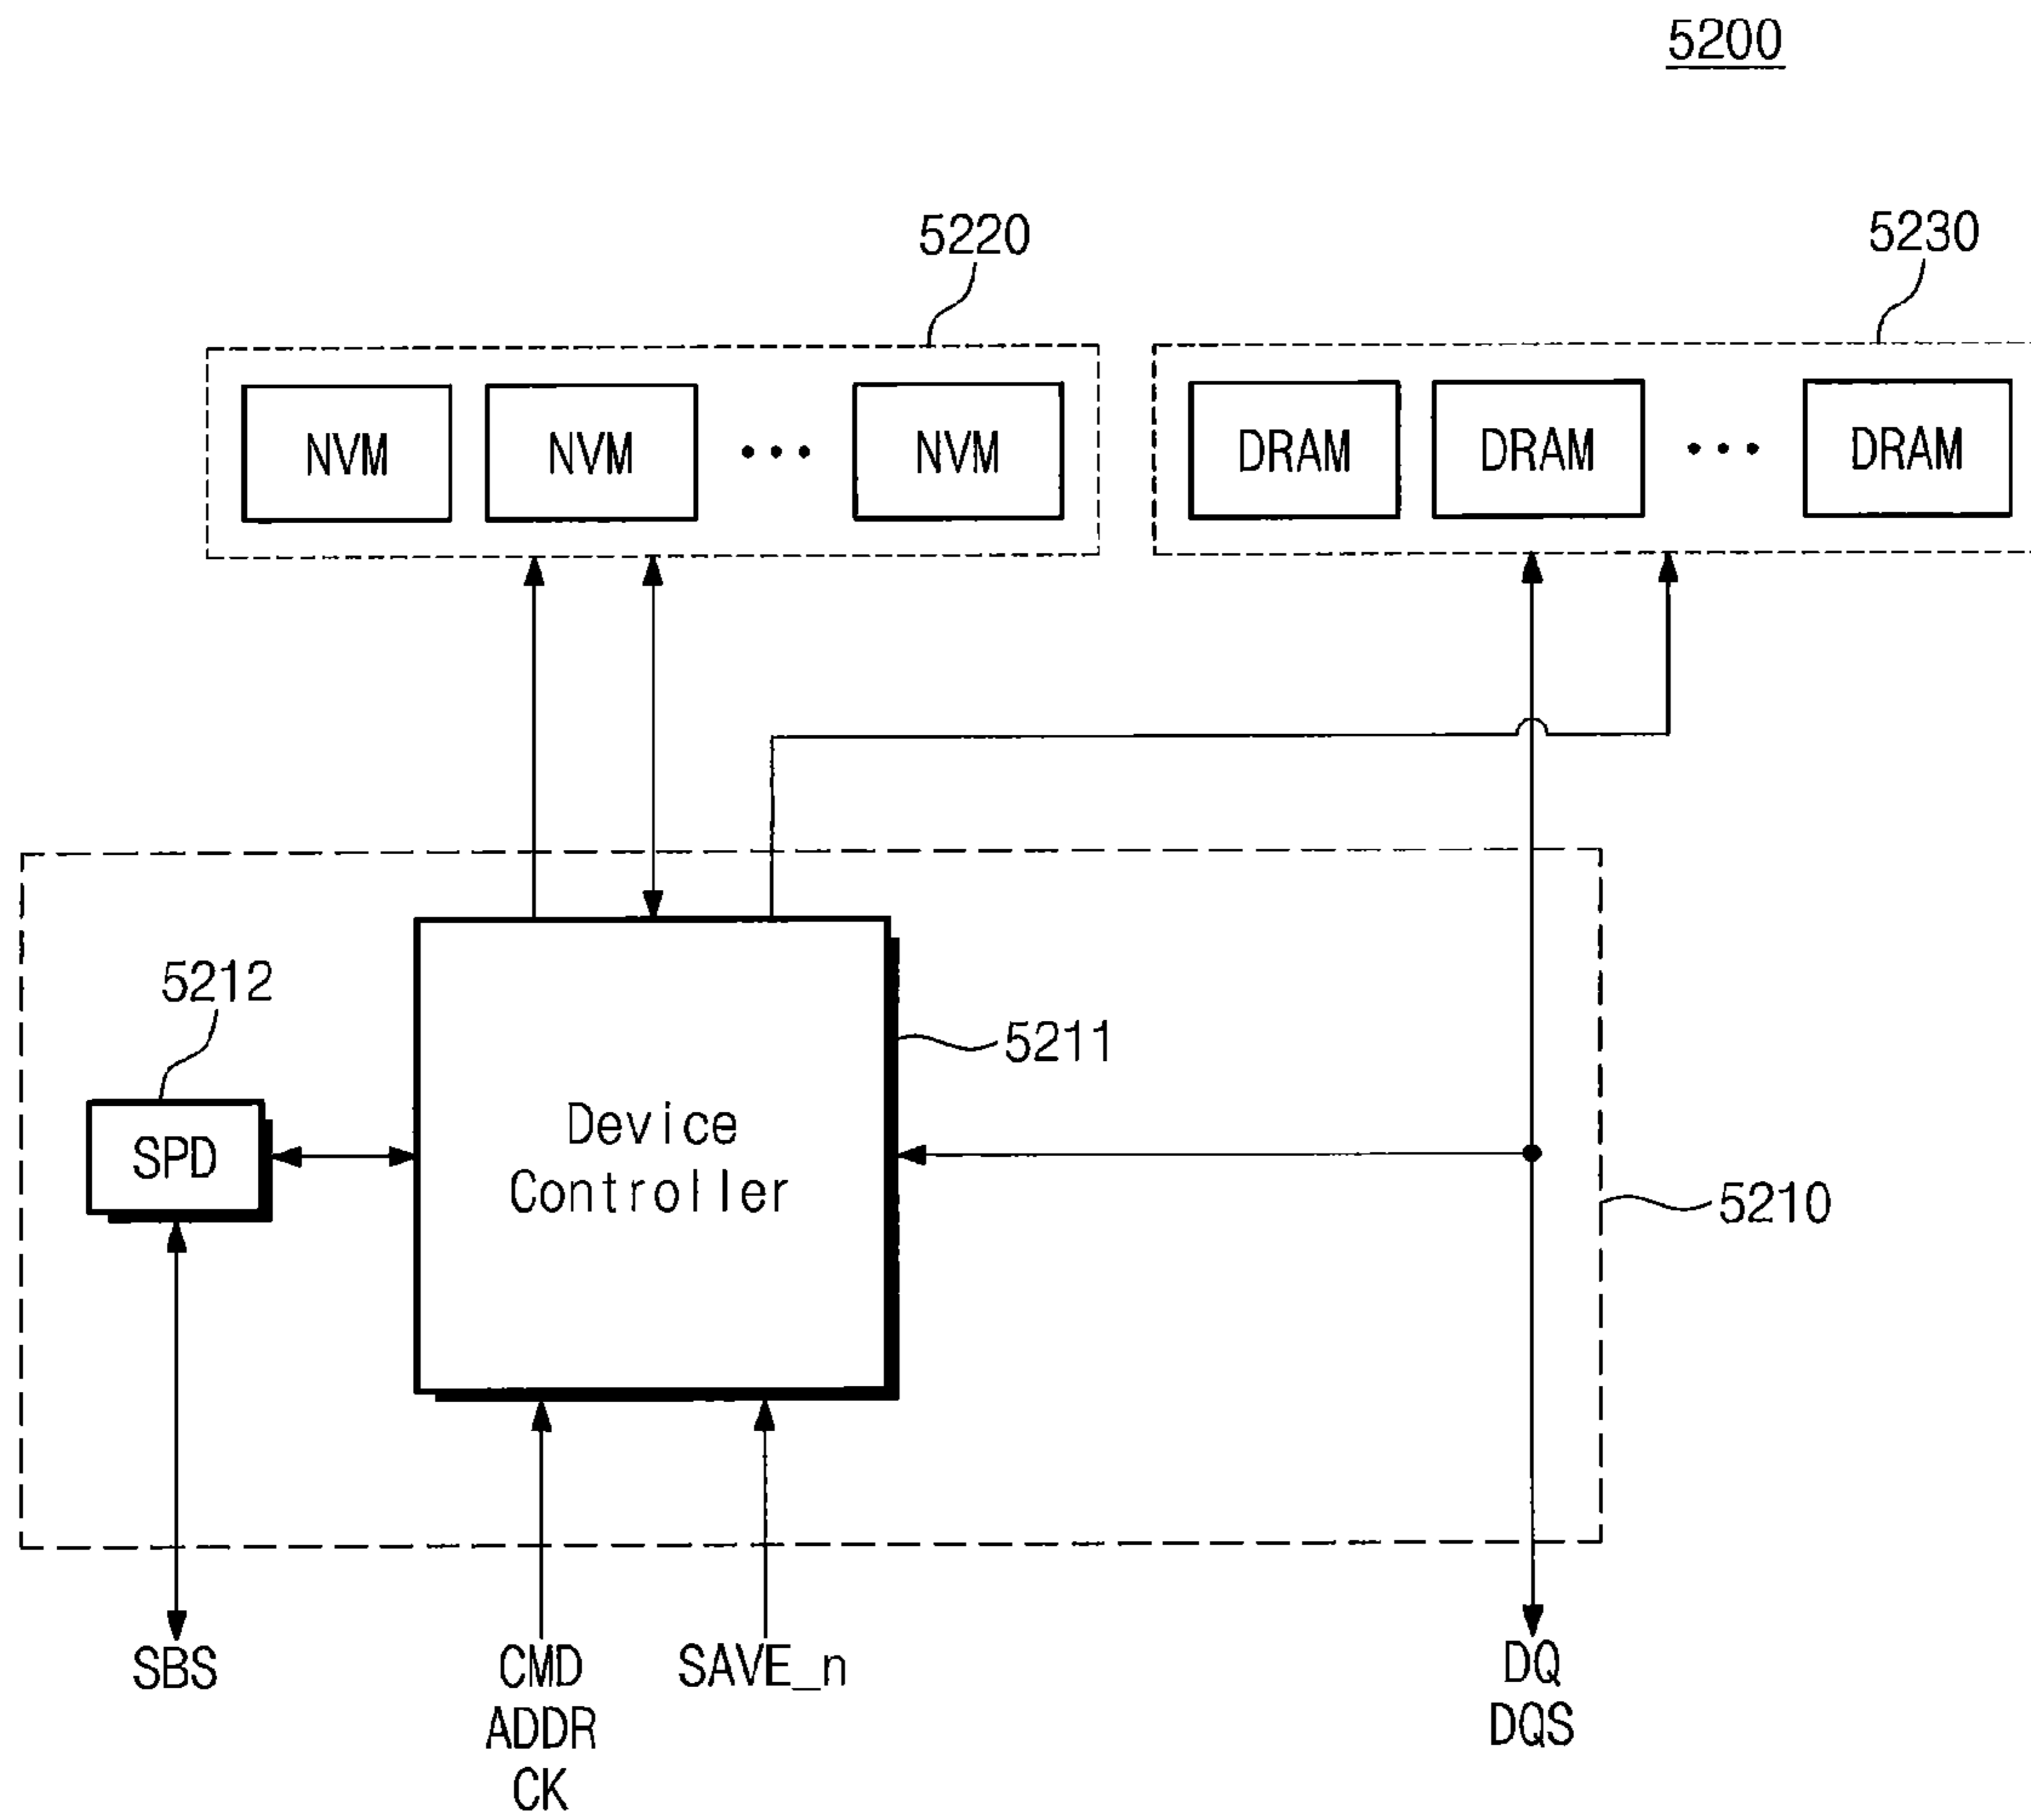 5200
5220
5230
NVM
NVM
NVM
DRAM
DRAM
DRAM
5212
5211
Device
Controller
SPD
5210
SBS
CMD
ADDR
CK
SAVE_n
DQ
DQS